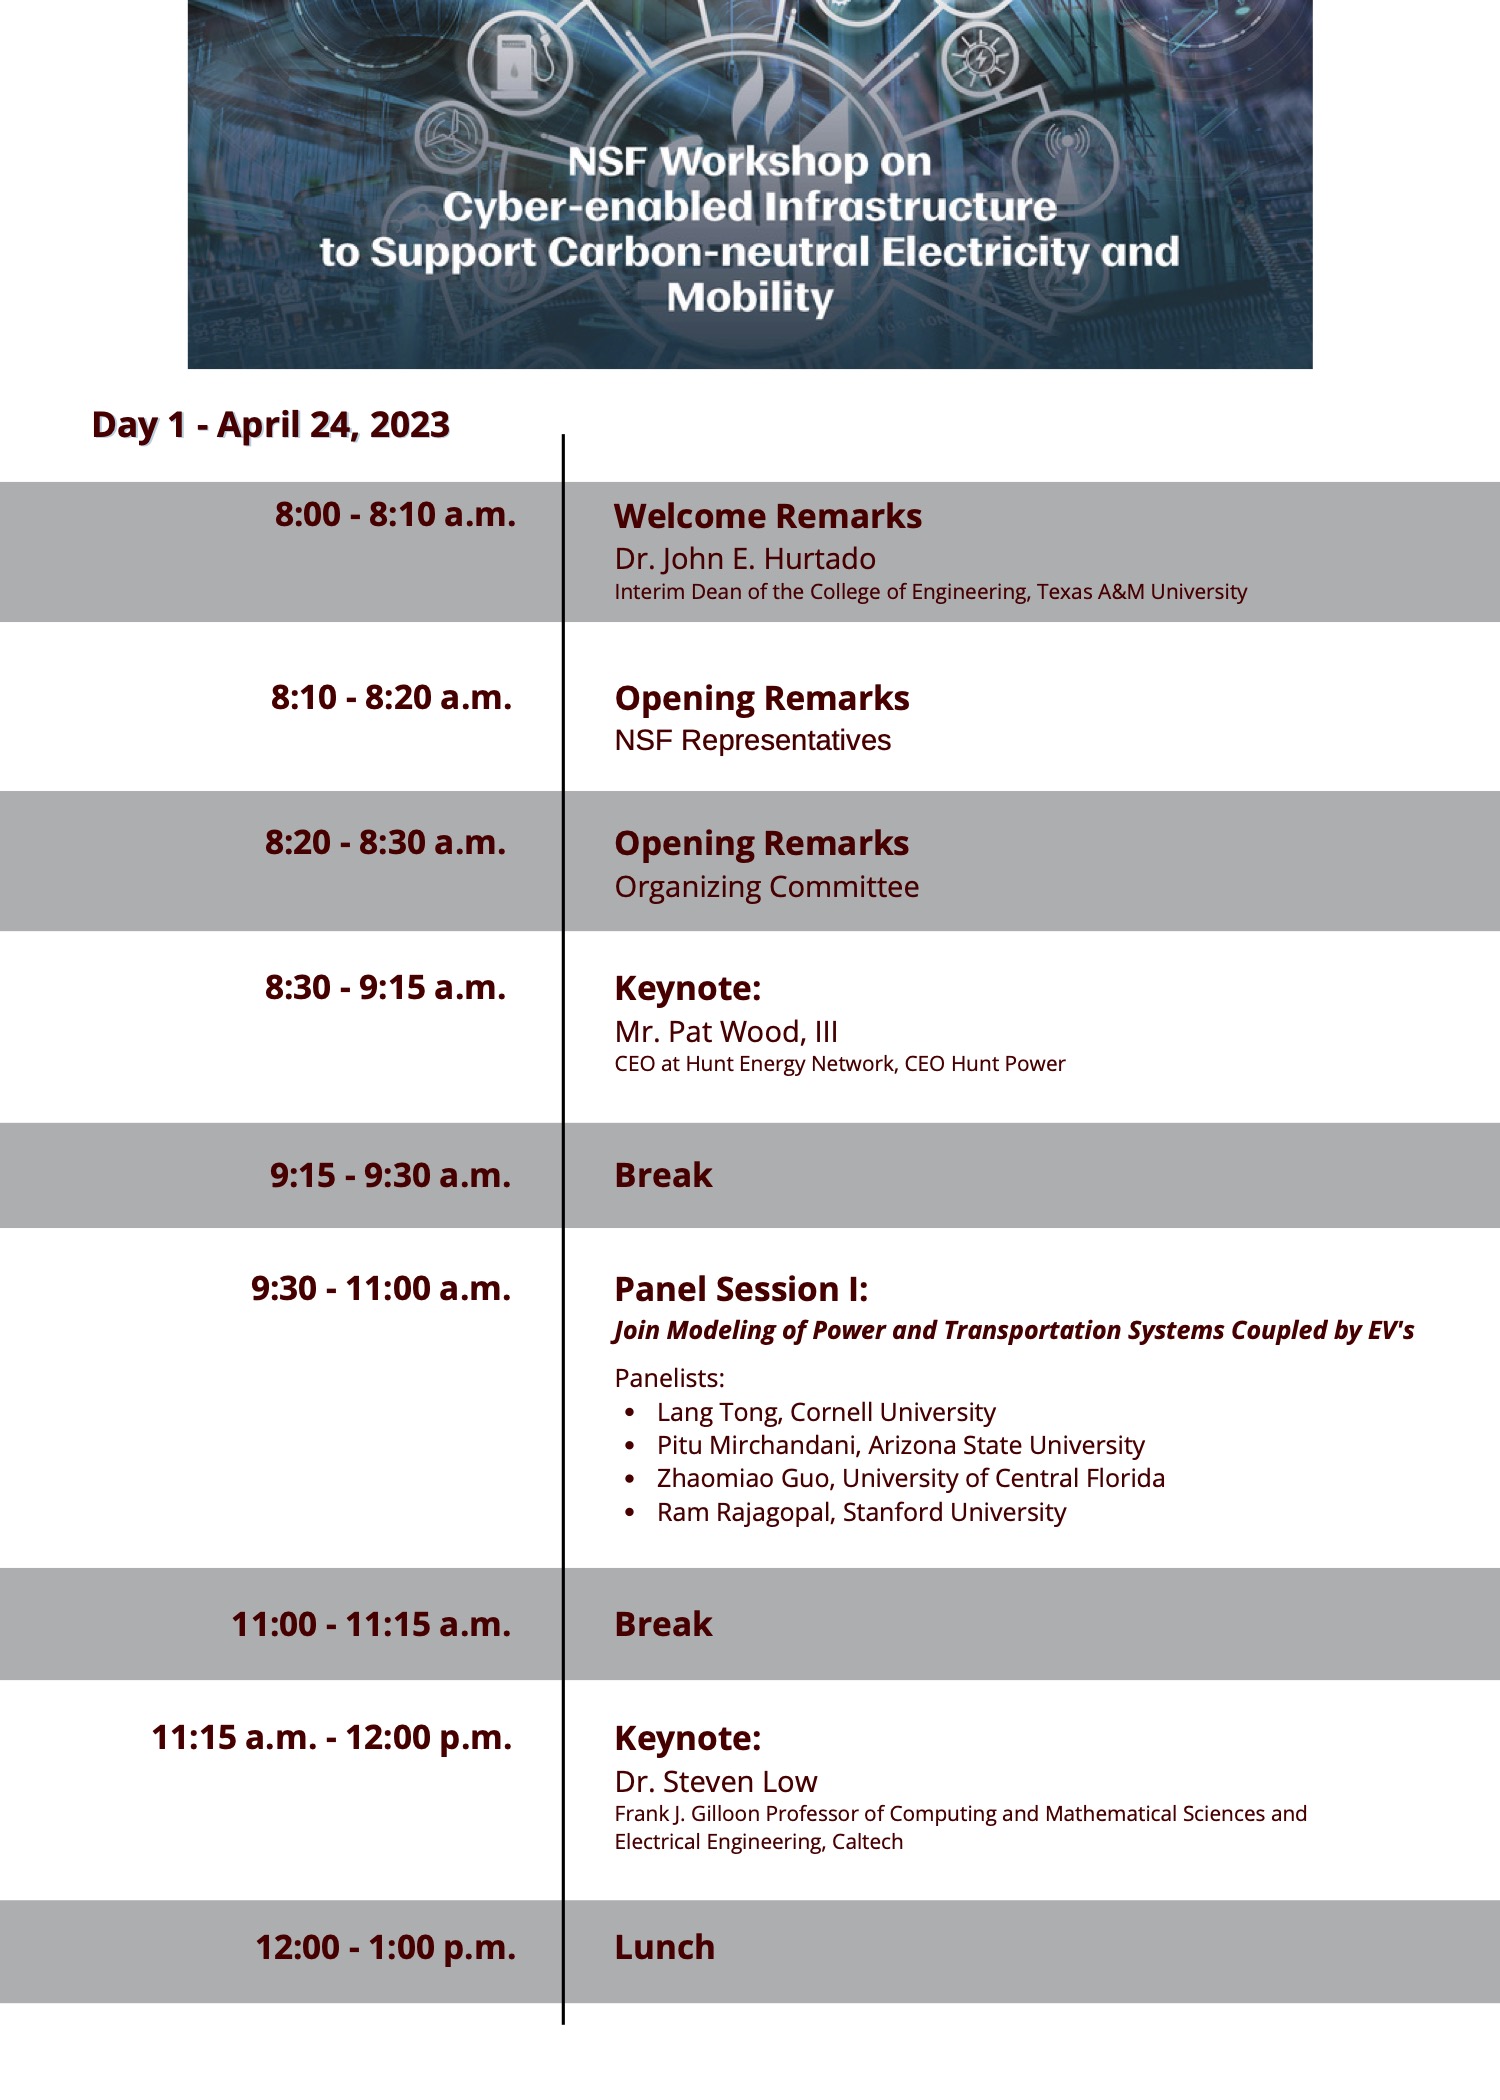 NSF Workshop on
Cyber-enabled Infrastructure
to Support Carbon-neutral Electricity and
Mobility
Day 1 - April 24, 2023
8:00 - 8:10 a.m.
Welcome Remarks
Dr. John E. Hurtado
Interim Dean of the College of Engineering, Texas A&M University
8:10 - 8:20 a.m.
Opening Remarks
NSF Representatives
8:20 - 8:30 a.m.
Opening Remarks
Organizing Committee
8:30 - 9:15 a.m.
Keynote:
Mr. Pat Wood, III
CEO at Hunt Energy Network, CEO Hunt Power
9:15 - 9:30 a.m.
Break
9:30 - 11:00 a.m.
Panel Session I:
Join Modeling of Power and Transportation Systems Coupled by EV's
Panelists:
• Lang Tong, Cornell University
• Pitu Mirchandani, Arizona State University
• Zhaomiao Guo, University of Central Florida
• Ram Rajagopal, Stanford University
11:00 - 11:15 a.m.
Break
11:15 a.m. - 12:00 p.m.
Keynote:
Dr. Steven Low
Frank J. Gilloon Professor of Computing and Mathematical Sciences and
Electrical Engineering, Caltech
12:00 - 1:00 p.m.
Lunch